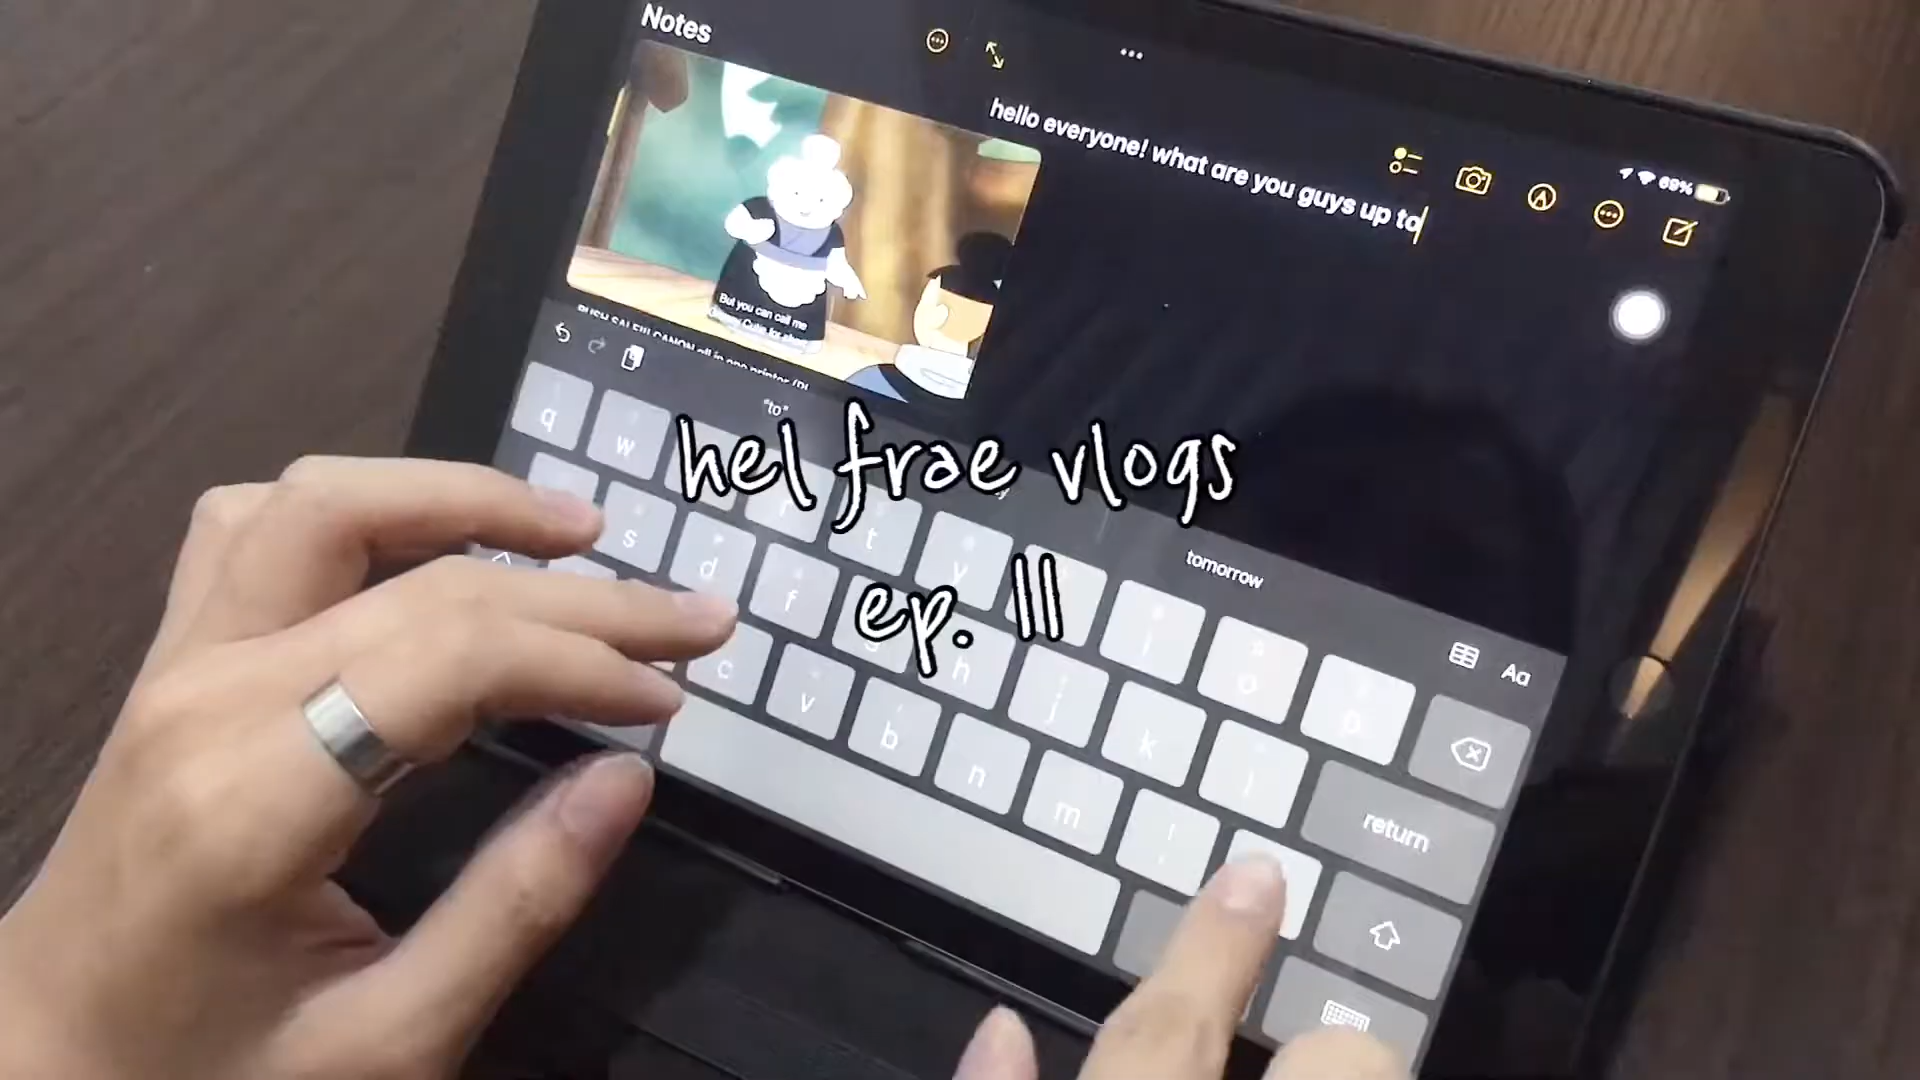 Notes
hello everyone! what are you guys up to
69%
But you can call me
"to"
tomorrow
hel frae vlogs
ep. 11
q
w
t
y
i
o
p
s
d
f
g
h
j
k
l
c
v
b
n
m
!
,
return
Aa